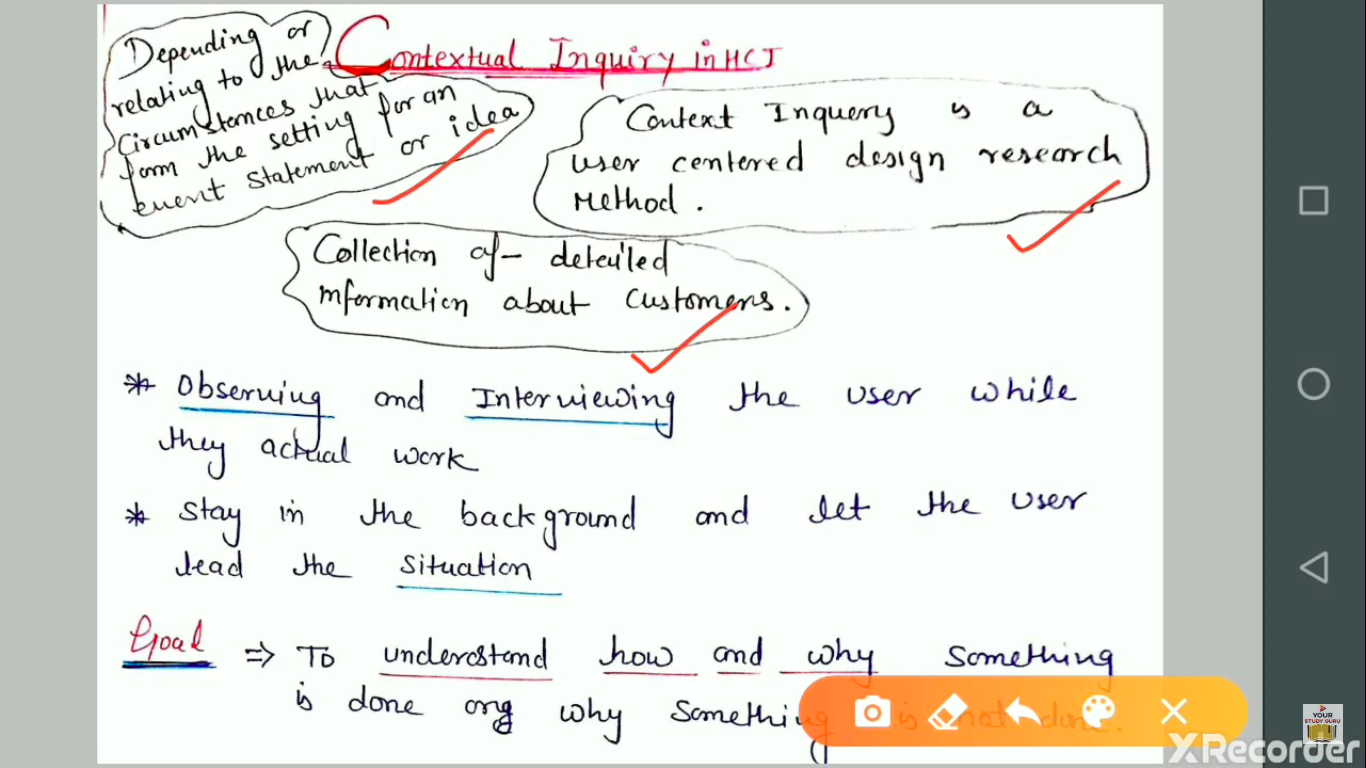 Contextual Inquiry in HCI
Depending or
relating to the
circumstances that
form the setting for an
event statement or idea
Context Inquery is a
user centered design research
method.
Collection of detailed
information about customers.
* Observing and Interviewing the user while
they actual work
* stay in the background and let the user
lead the situation
Goal ⇒ To understand how and why something
is done or why something is not done.
YOUR
STUDY GURU
XRecorder